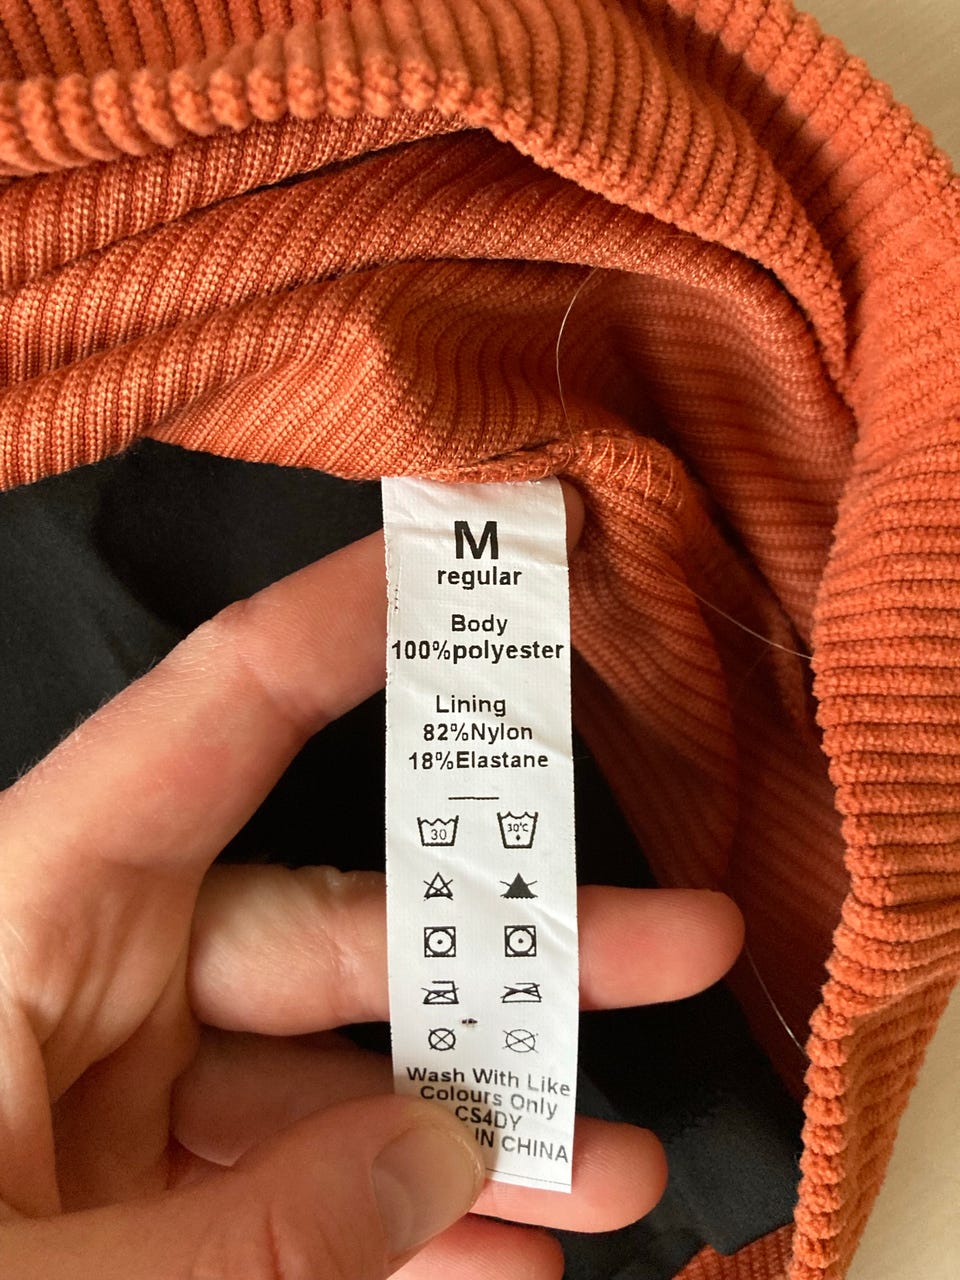 M
regular
Body
100%polyester
Lining
82%Nylon
18%Elastane
30 30°C
Wash With Like
Colours Only
CS4DY
IN CHINA